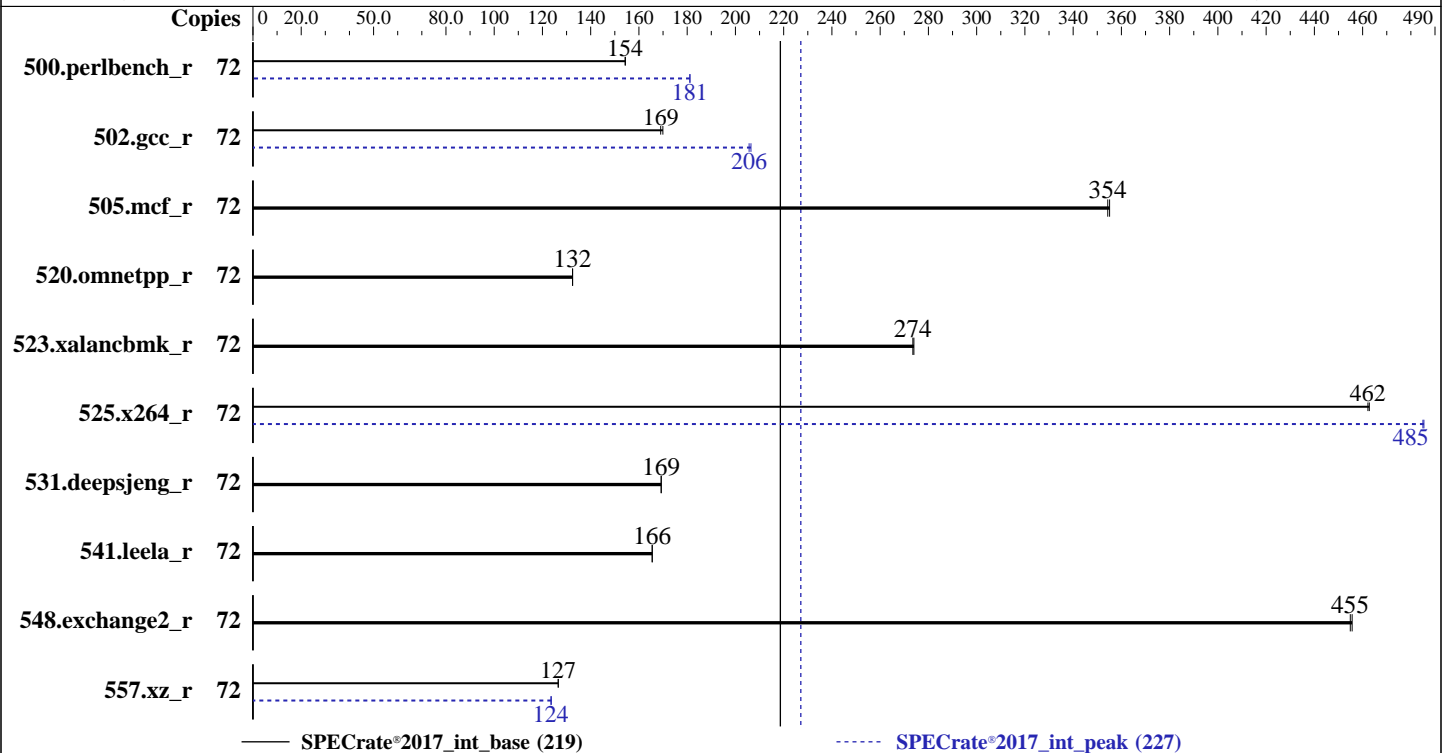 Copies 0 20.0 50.0 80.0 100 120 140 160 180 200 220 240 260 280 300 320 340 360 380 400 420 440 460 490
154
500.perlbench_r 72
181
169
502.gcc_r 72
206
354
505.mcf_r 72
132
520.omnetpp_r 72
274
523.xalancbmk_r 72
462
525.x264_r 72
485
169
531.deepsjeng_r 72
166
541.leela_r 72
455
548.exchange2_r 72
127
557.xz_r 72
124
SPECrate®2017_int_base (219) SPECrate®2017_int_peak (227)